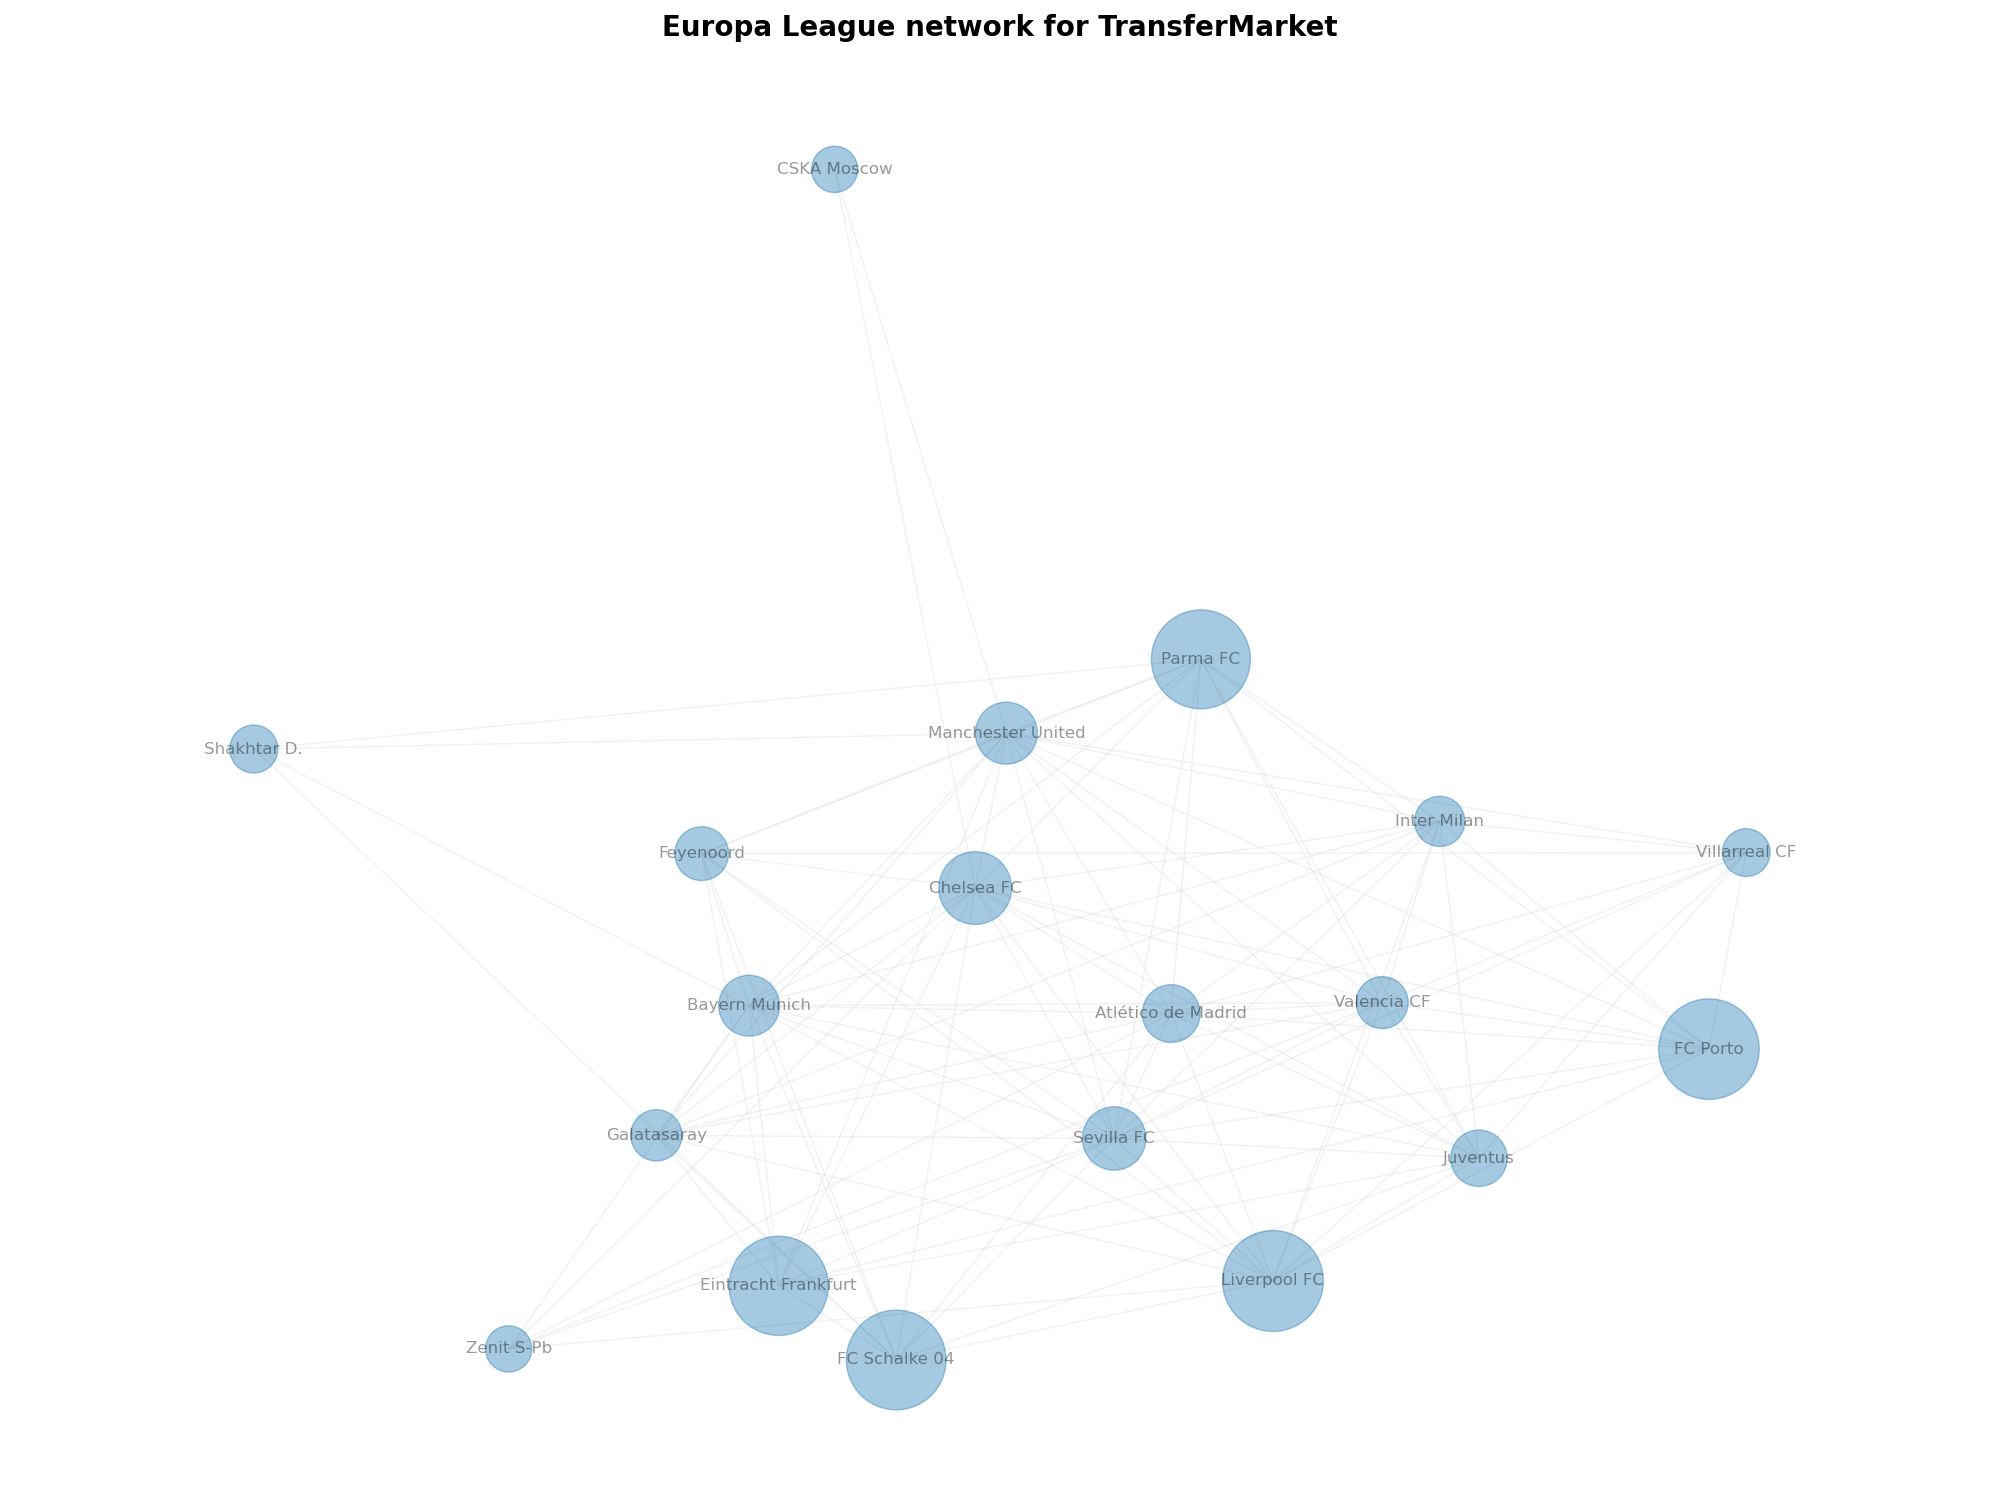 Europa League network for TransferMarket
CSKA Moscow
Parma FC
Manchester United
Shakhtar D.
Inter Milan
Feyenoord
Villarreal CF
Chelsea FC
Bayern Munich
Atlético de Madrid
Valencia CF
FC Porto
Galatasaray
Sevilla FC
Juventus
Eintracht Frankfurt
Liverpool FC
Zenit S-Pb
FC Schalke 04